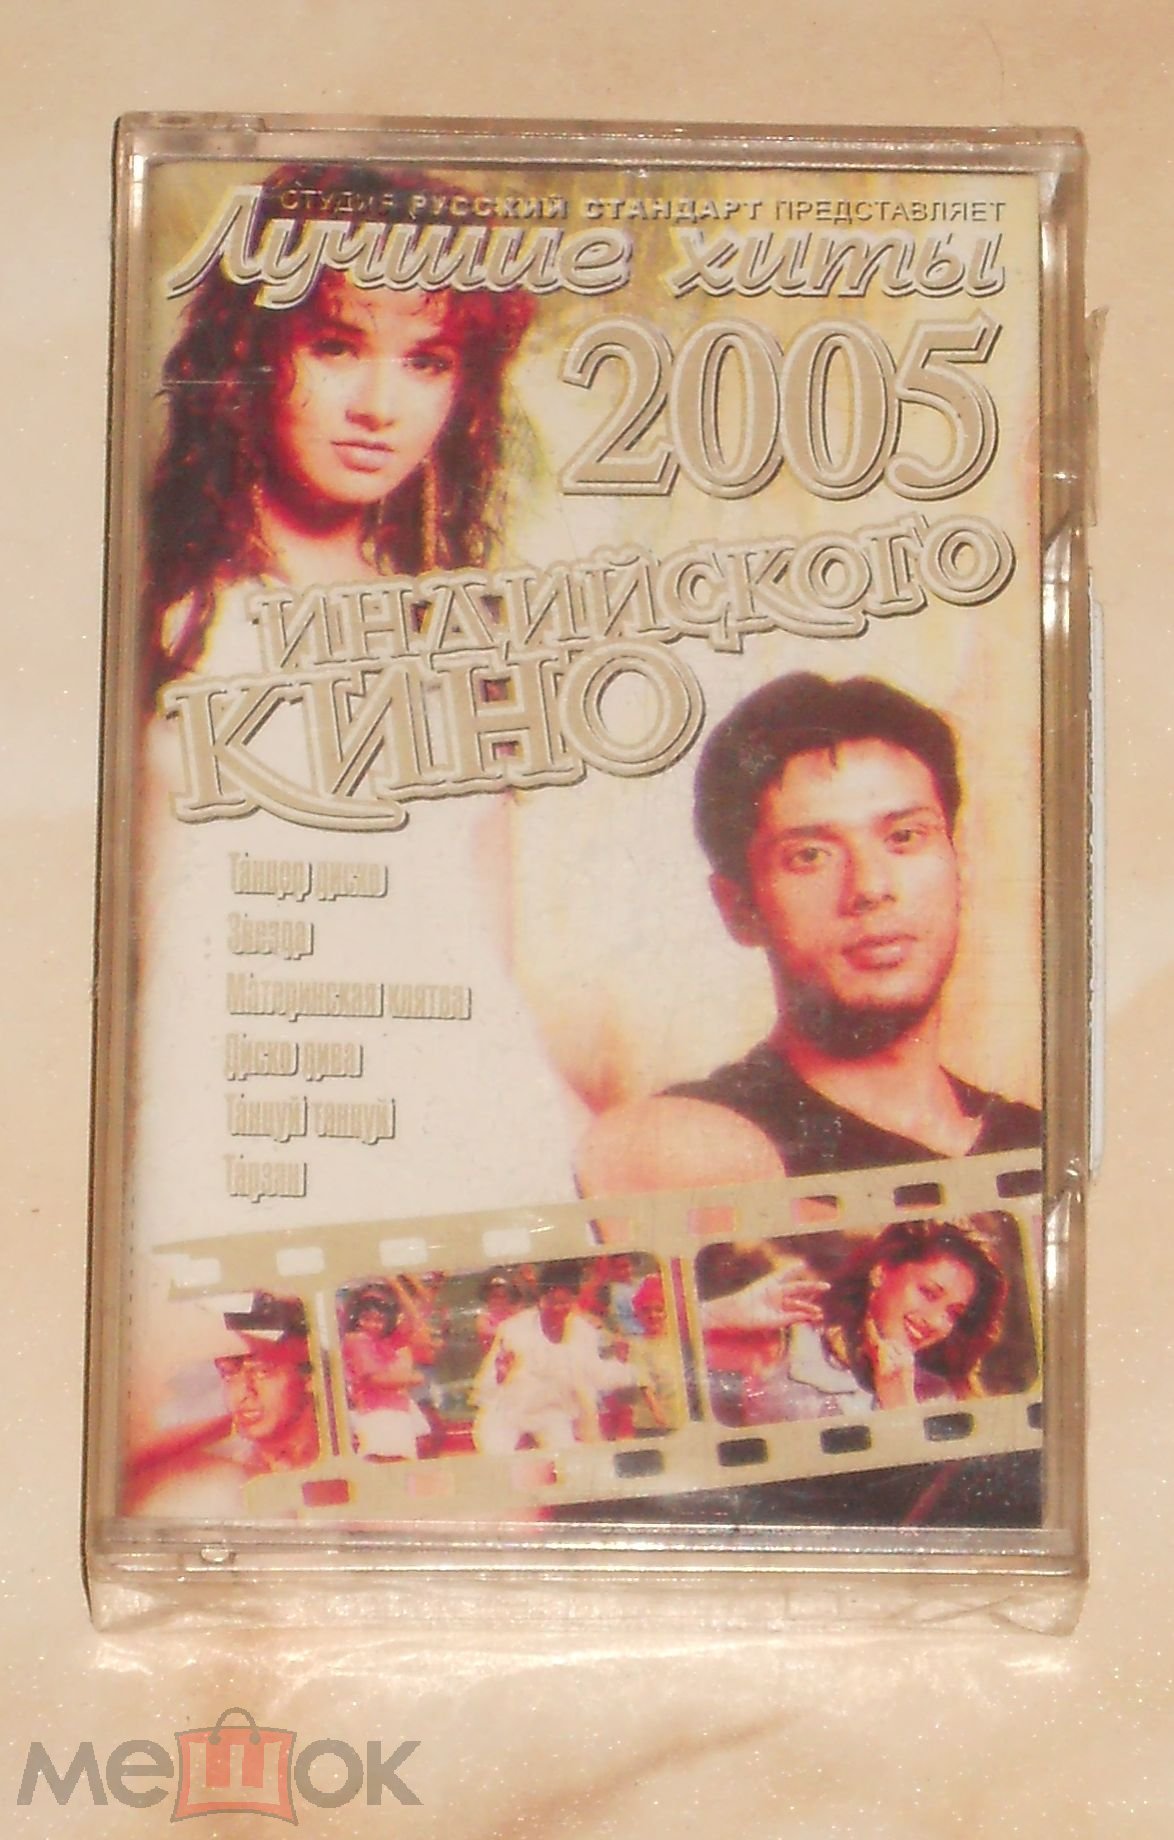 СТУДИЯ РУССКИЙ СТАНДАРТ ПРЕДСТАВЛЯЕТ
Лучшие хиты
2005
ИНДИЙСКОГО
КИНО
Танцор диско
Звезда
Материнская клятва
Диско дива
Танцуй танцуй
Тарзан
мешок